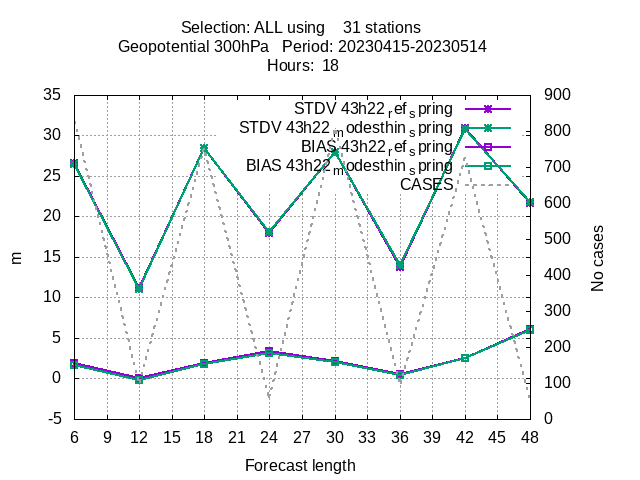 Selection: ALL using 31 stations
Geopotential 300hPa Period: 20230415-20230514
Hours: 18
STDV 43h22_ref_spring
STDV 43h22_modesthin_spring
BIAS 43h22_ref_spring
BIAS 43h22_modesthin_spring
CASES
35
30
25
20
15
10
5
0
-5
m
900
800
700
600
500
400
300
200
100
0
No cases
6 9 12 15 18 21 24 27 30 33 36 39 42 45 48
Forecast length